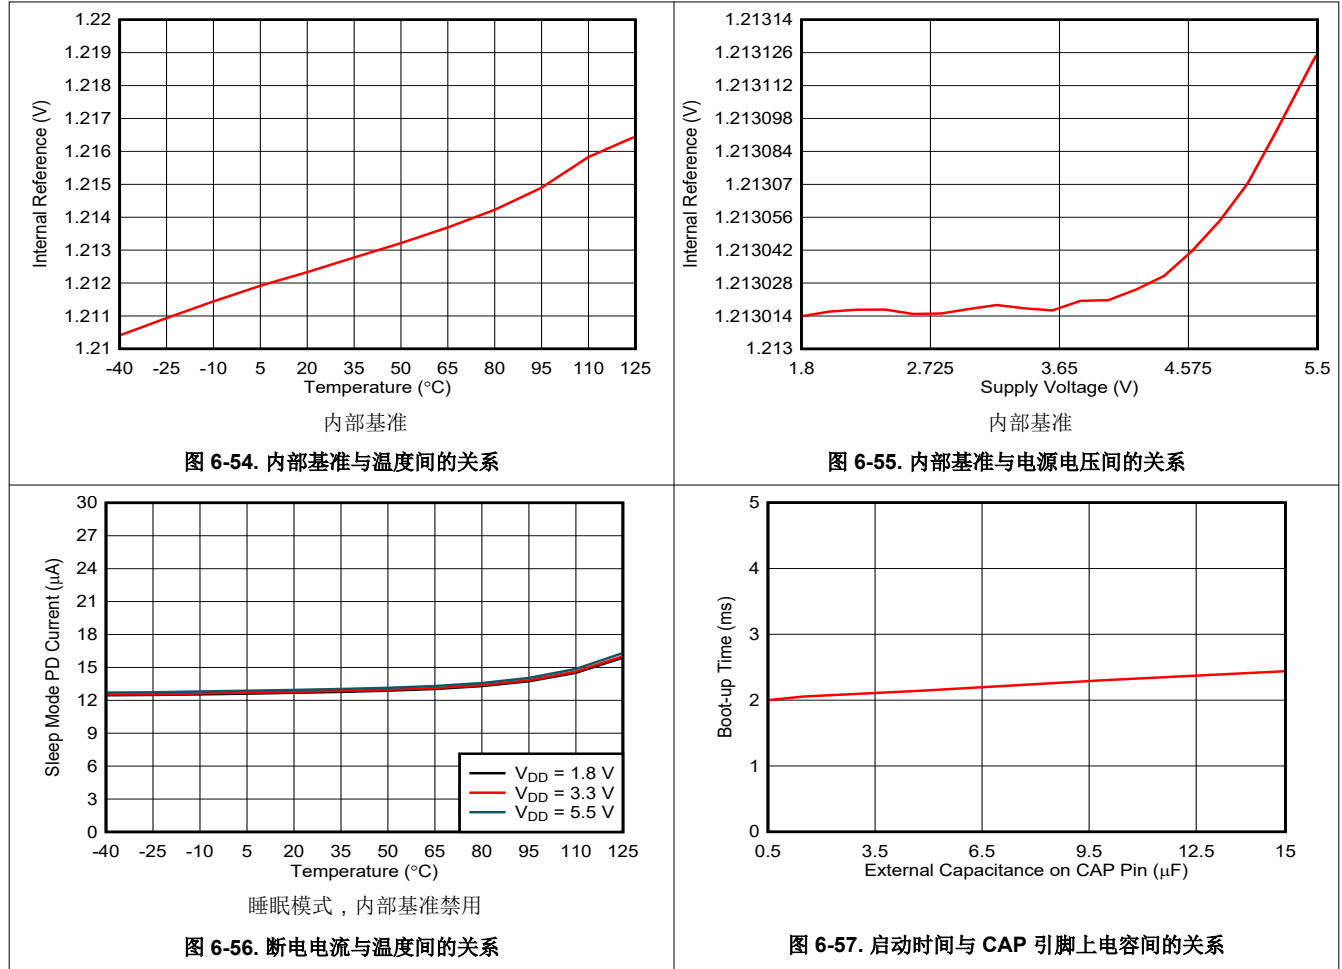 1.22
1.219
1.218
1.217
1.216
1.215
1.214
1.213
1.212
1.211
1.21
Internal Reference (V)
-40 -25 -10 5 20 35 50 65 80 95 110 125
Temperature (°C)
内部基准
图 6-54. 内部基准与温度间的关系
1.21314
1.213126
1.213112
1.213098
1.213084
1.21307
1.213056
1.213042
1.213028
1.213014
1.213
Internal Reference (V)
1.8 2.725 3.65 4.575 5.5
Supply Voltage (V)
内部基准
图 6-55. 内部基准与电源电压间的关系
30
27
24
21
18
15
12
9
6
3
0
Sleep Mode PD Current (μA)
VDD = 1.8 V
VDD = 3.3 V
VDD = 5.5 V
-40 -25 -10 5 20 35 50 65 80 95 110 125
Temperature (°C)
睡眠模式，内部基准禁用
图 6-56. 断电电流与温度间的关系
5
4
3
2
1
0
Boot-up Time (ms)
0.5 3.5 6.5 9.5 12.5 15
External Capacitance on CAP Pin (μF)
图 6-57. 启动时间与 CAP 引脚上电容间的关系